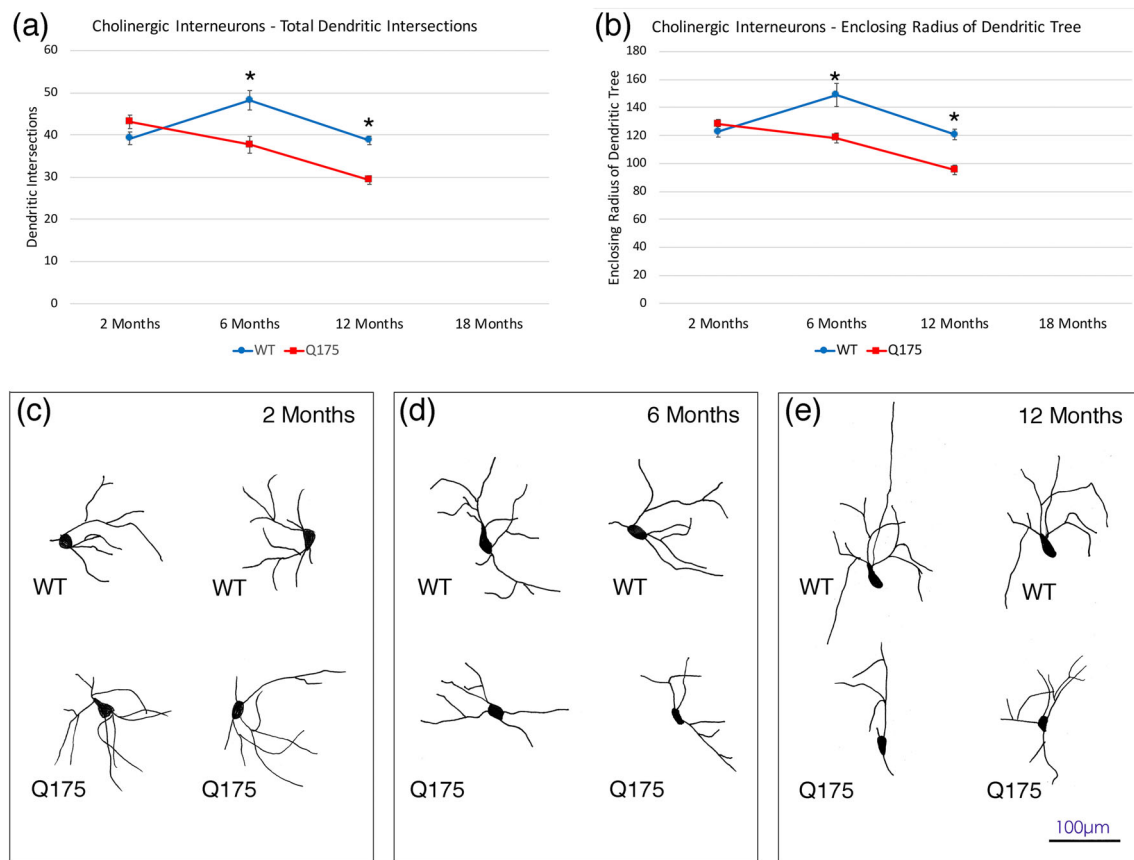 (a)
Cholinergic Interneurons - Total Dendritic Intersections
Dendritic Intersections
60
50
40
30
20
10
0
*
*
2 Months 6 Months 12 Months 18 Months
WT Q175
(b)
Cholinergic Interneurons - Enclosing Radius of Dendritic Tree
Enclosing Radius of Dendritic Tree
180
160
140
120
100
80
60
40
20
0
*
*
2 Months 6 Months 12 Months 18 Months
WT Q175
(c) 2 Months
WT WT
Q175 Q175
(d) 6 Months
WT WT
Q175 Q175
(e) 12 Months
WT WT
Q175 Q175
100µm